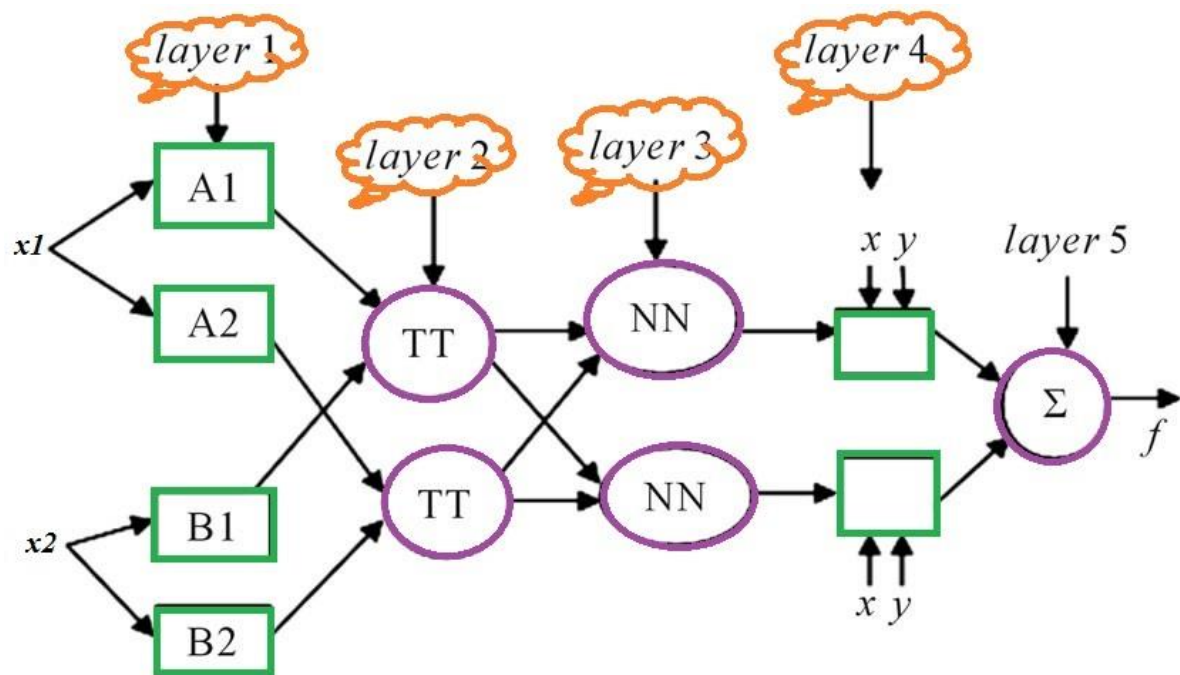 layer 1
layer 2
layer 3
layer 4
layer 5
x1
x2
A1
A2
B1
B2
TT
TT
NN
NN
x y
x y
Σ
f